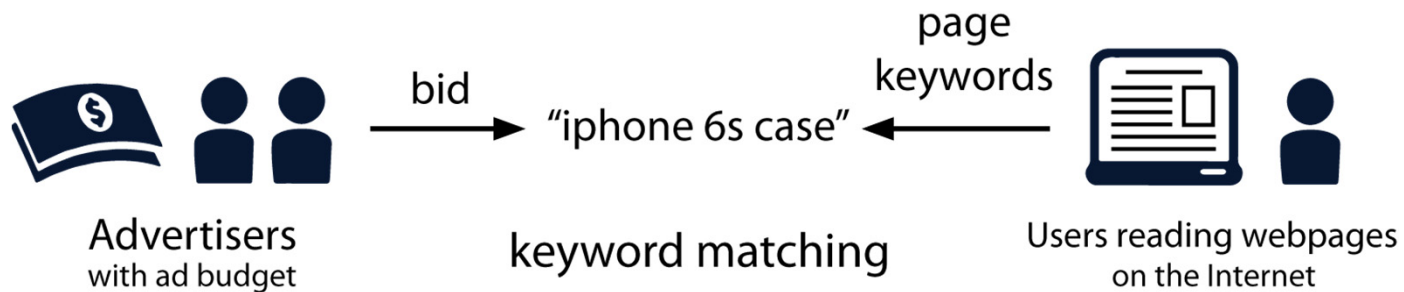 bid
page
keywords
“iphone 6s case”
Advertisers
with ad budget
keyword matching
Users reading webpages
on the Internet